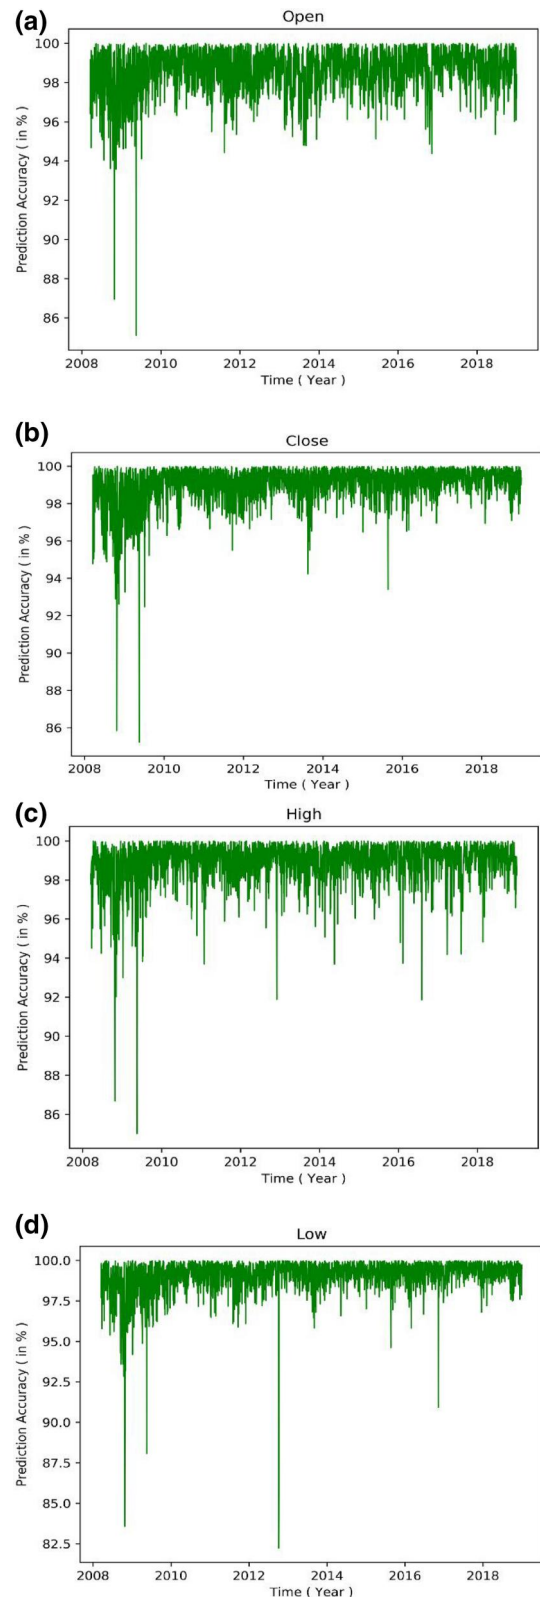 (a)
Open
100
98
96
94
92
90
88
86
Prediction Accuracy ( in % )
2008 2010 2012 2014 2016 2018
Time ( Year )
(b)
Close
100
98
96
94
92
90
88
86
Prediction Accuracy ( in % )
2008 2010 2012 2014 2016 2018
Time ( Year )
(c)
High
100
98
96
94
92
90
88
86
Prediction Accuracy ( in % )
2008 2010 2012 2014 2016 2018
Time ( Year )
(d)
Low
100.0
97.5
95.0
92.5
90.0
87.5
85.0
82.5
Prediction Accuracy ( in % )
2008 2010 2012 2014 2016 2018
Time ( Year )